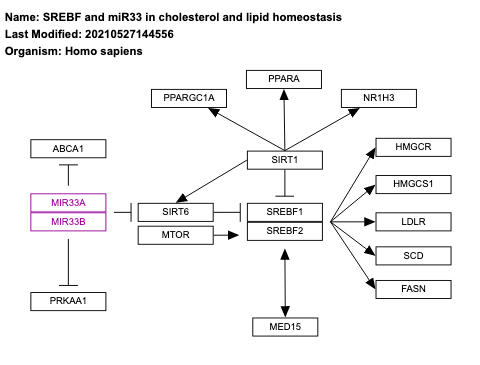 Name: SREBF and miR33 in cholesterol and lipid homeostasis
Last Modified: 20210527144556
Organism: Homo sapiens
PPARA
PPARGC1A
NR1H3
ABCA1
HMGCR
SIRT1
HMGCS1
MIR33A
SIRT6
SREBF1
MIR33B
LDLR
MTOR
SREBF2
SCD
FASN
PRKAA1
MED15